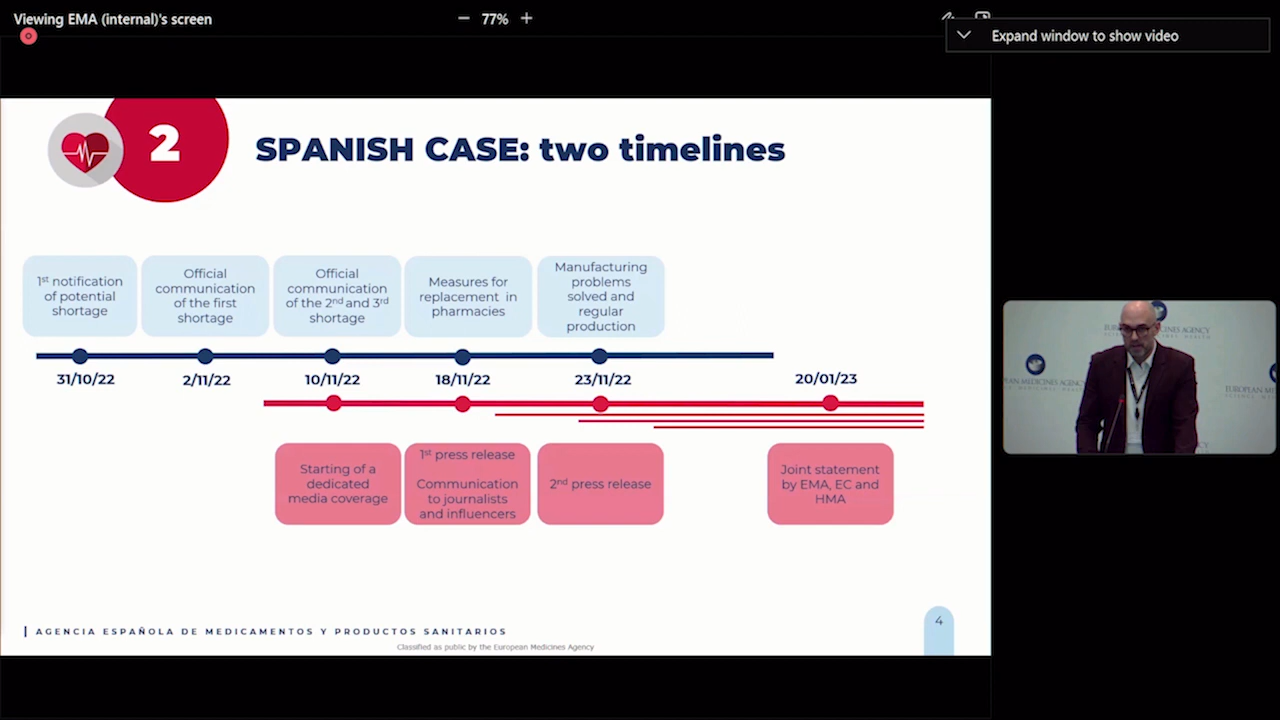 Viewing EMA (internal)'s screen
77%
Expand window to show video
2
SPANISH CASE: two timelines
1st notification
of potential
shortage
Official
communication
of the first
shortage
Official
communication
of the 2nd and 3rd
shortage
Measures for
replacement in
pharmacies
Manufacturing
problems
solved and
regular
production
31/10/22
2/11/22
10/11/22
18/11/22
23/11/22
20/01/23
Starting of a
dedicated
media coverage
1st press release
Communication
to journalists
and influencers
2nd press release
Joint statement
by EMA, EC and
HMA
4
AGENCIA ESPAÑOLA DE MEDICAMENTOS Y PRODUCTOS SANITARIOS
Classified as public by the European Medicines Agency